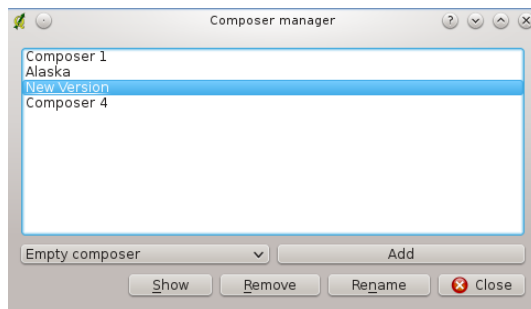 Composer manager
Composer 1
Alaska
New Version
Composer 4
Empty composer Add
Show Remove Rename Close